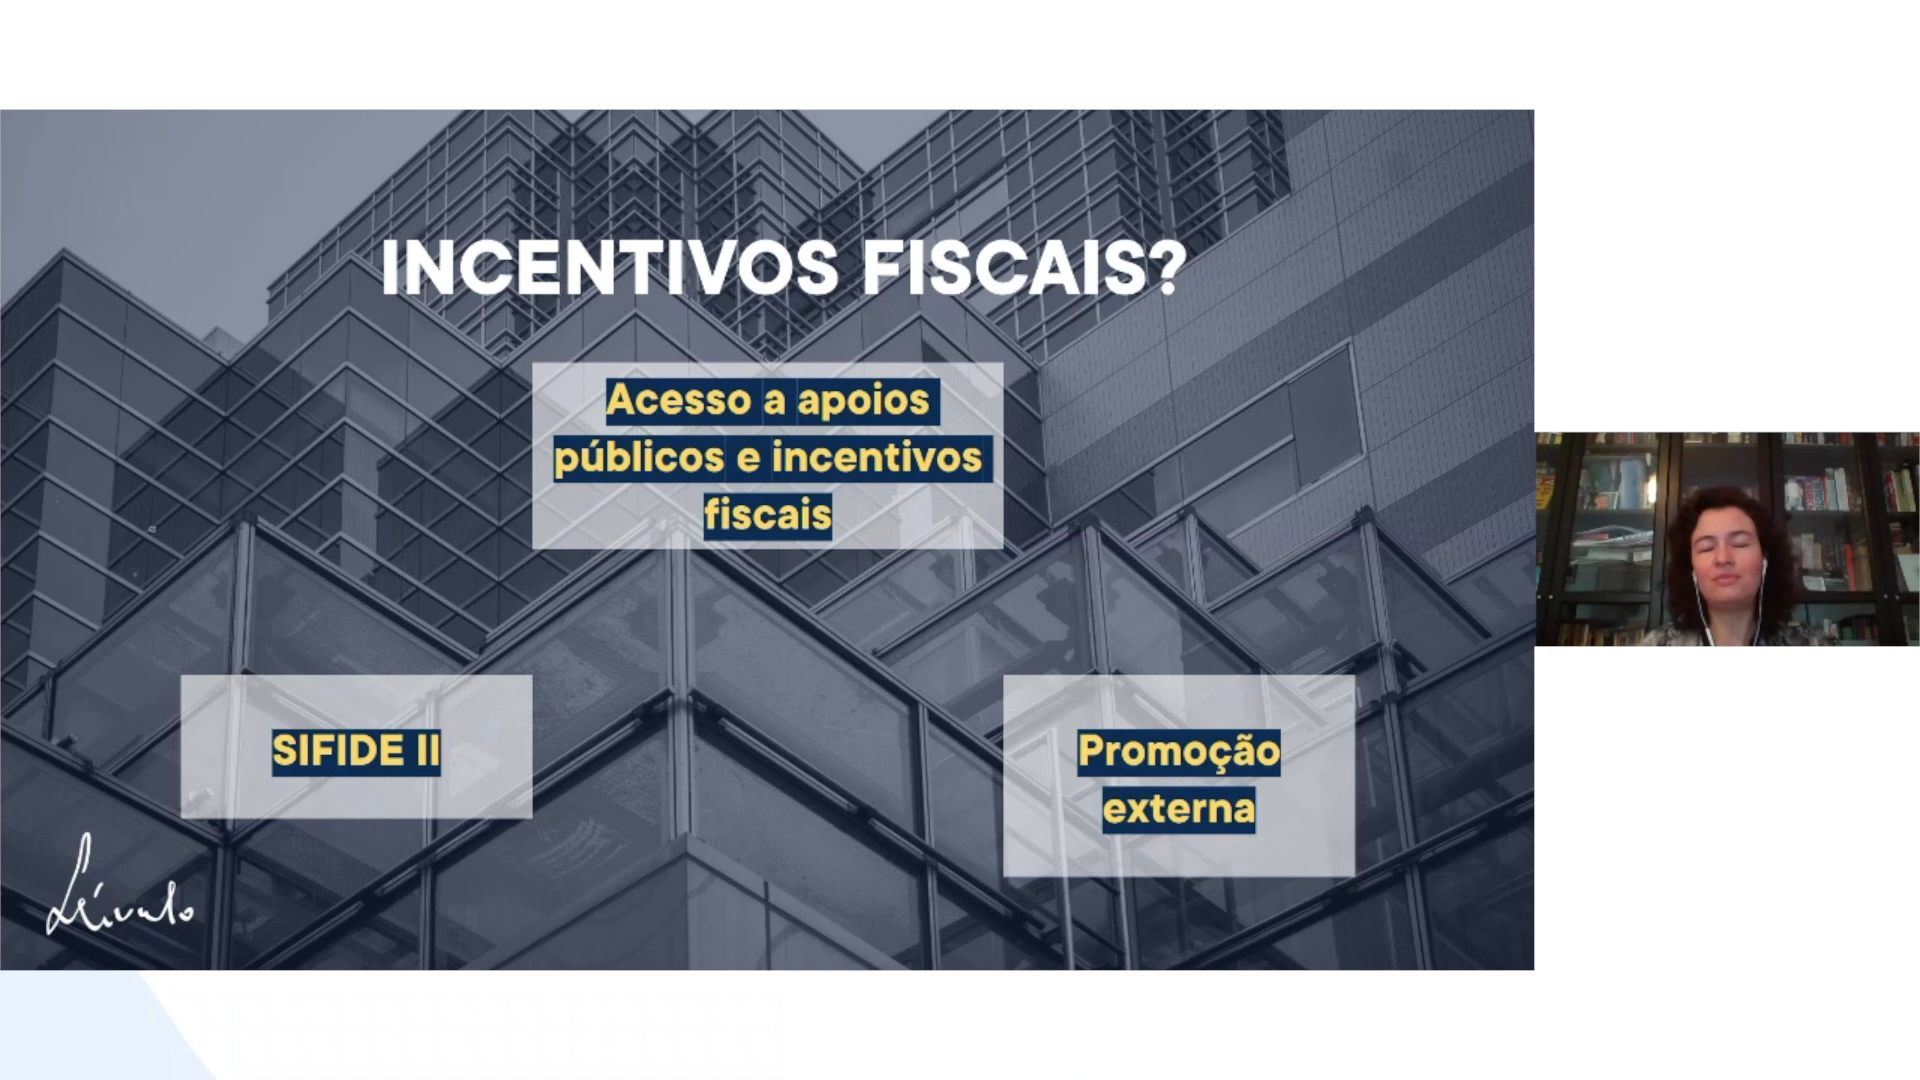 INCENTIVOS FISCAIS?
Acesso a apoios
públicos e incentivos
fiscais
SIFIDE II
Promoção
externa